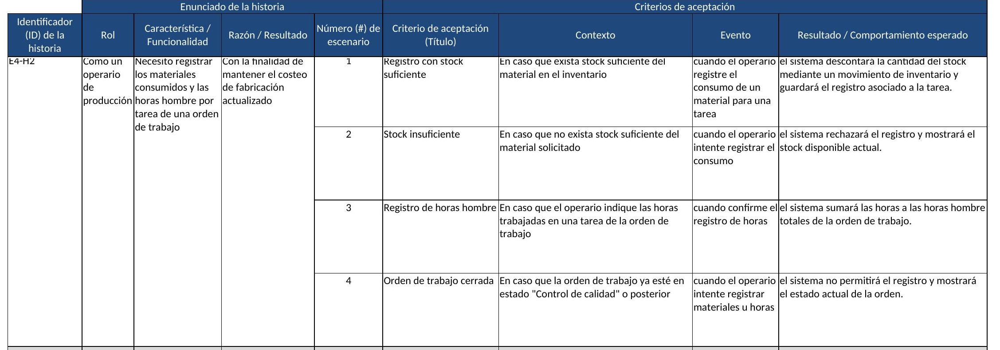 Enunciado de la historia
Criterios de aceptación
Identificador
(ID) de la
historia
Rol
Característica /
Funcionalidad
Razón / Resultado
Número (#) de
escenario
Criterio de aceptación
(Título)
Contexto
Evento
Resultado / Comportamiento esperado
E4-H2
Como un
operario
de
producción
Necesito registrar
los materiales
consumidos y las
horas hombre por
tarea de una orden
de trabajo
Con la finalidad de
mantener el costeo
de fabricación
actualizado
1
Registro con stock
suficiente
En caso que exista stock suficiente del
material en el inventario
cuando el operario
registre el
consumo de un
material para una
tarea
el sistema descontará la cantidad del stock
mediante un movimiento de inventario y
guardará el registro asociado a la tarea.
2
Stock insuficiente
En caso que no exista stock suficiente del
material solicitado
cuando el operario
intente registrar el
consumo
el sistema rechazará el registro y mostrará el
stock disponible actual.
3
Registro de horas hombre
En caso que el operario indique las horas
trabajadas en una tarea de la orden de
trabajo
cuando confirme el
registro de horas
el sistema sumará las horas a las horas hombre
totales de la orden de trabajo.
4
Orden de trabajo cerrada
En caso que la orden de trabajo ya esté en
estado "Control de calidad" o posterior
cuando el operario
intente registrar
materiales u horas
el sistema no permitirá el registro y mostrará
el estado actual de la orden.